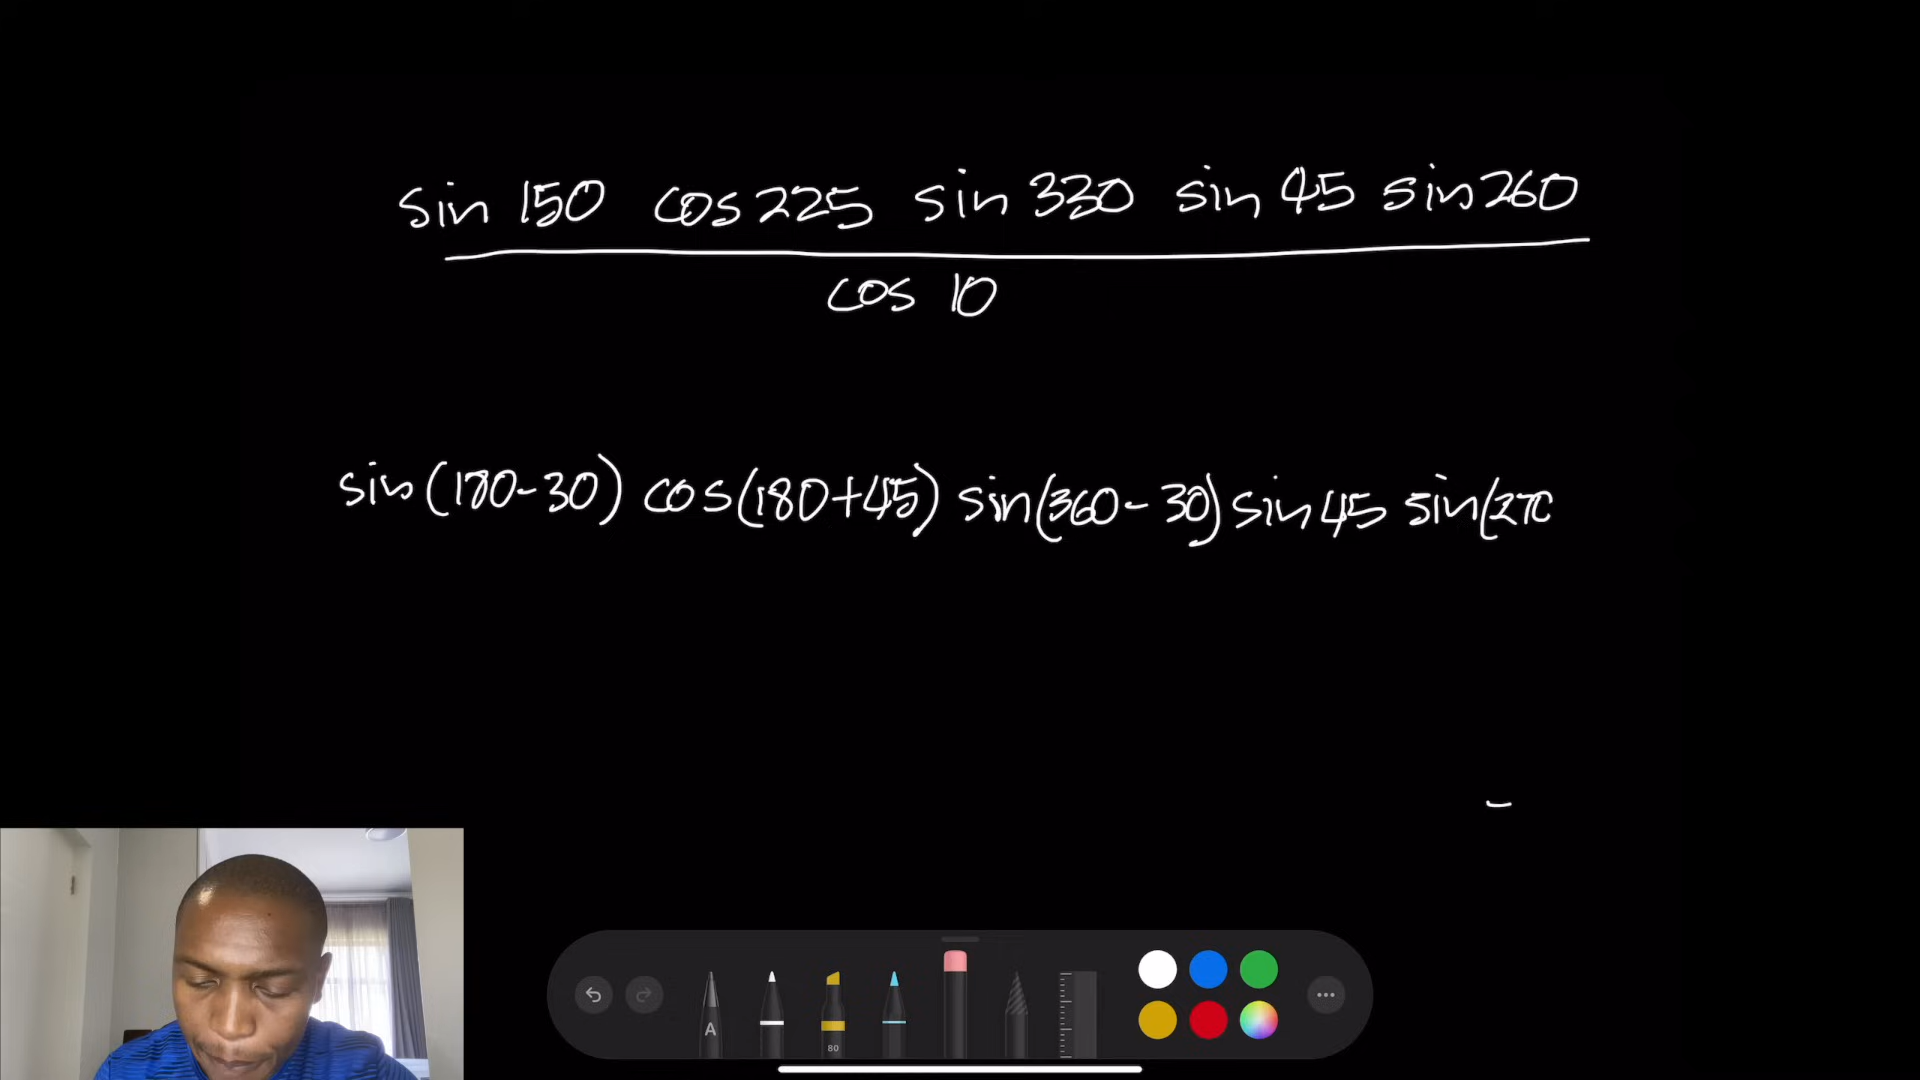 sin 150 cos 225 sin 330 sin 45 sin 260
cos 10
sin(180-30) cos(180+45) sin(360-30) sin 45 sin(270
A
80